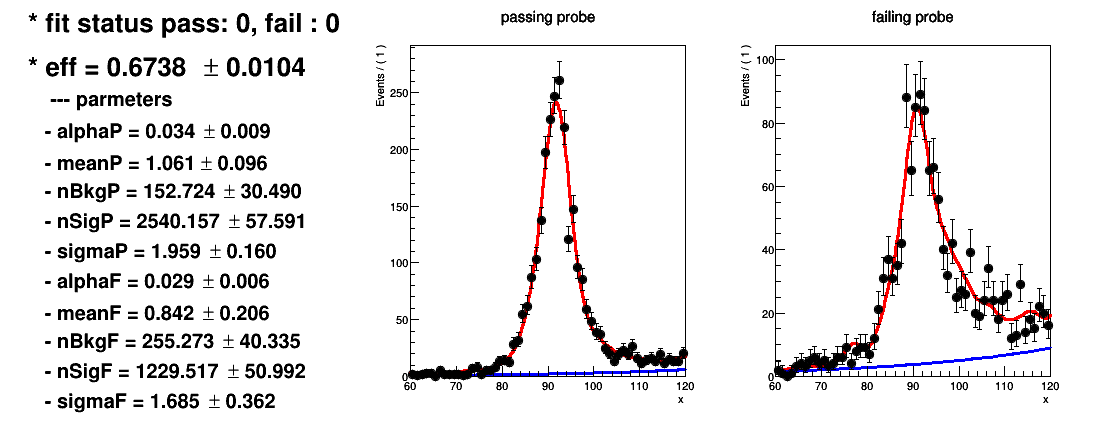 * fit status pass: 0, fail : 0
* eff = 0.6738 ± 0.0104
--- parmeters
- alphaP = 0.034 ± 0.009
- meanP = 1.061 ± 0.096
- nBkgP = 152.724 ± 30.490
- nSigP = 2540.157 ± 57.591
- sigmaP = 1.959 ± 0.160
- alphaF = 0.029 ± 0.006
- meanF = 0.842 ± 0.206
- nBkgF = 255.273 ± 40.335
- nSigF = 1229.517 ± 50.992
- sigmaF = 1.685 ± 0.362
passing probe
Events / ( 1 )
250
200
150
100
50
0
60 70 80 90 100 110 120
x
failing probe
Events / ( 1 )
100
80
60
40
20
0
60 70 80 90 100 110 120
x